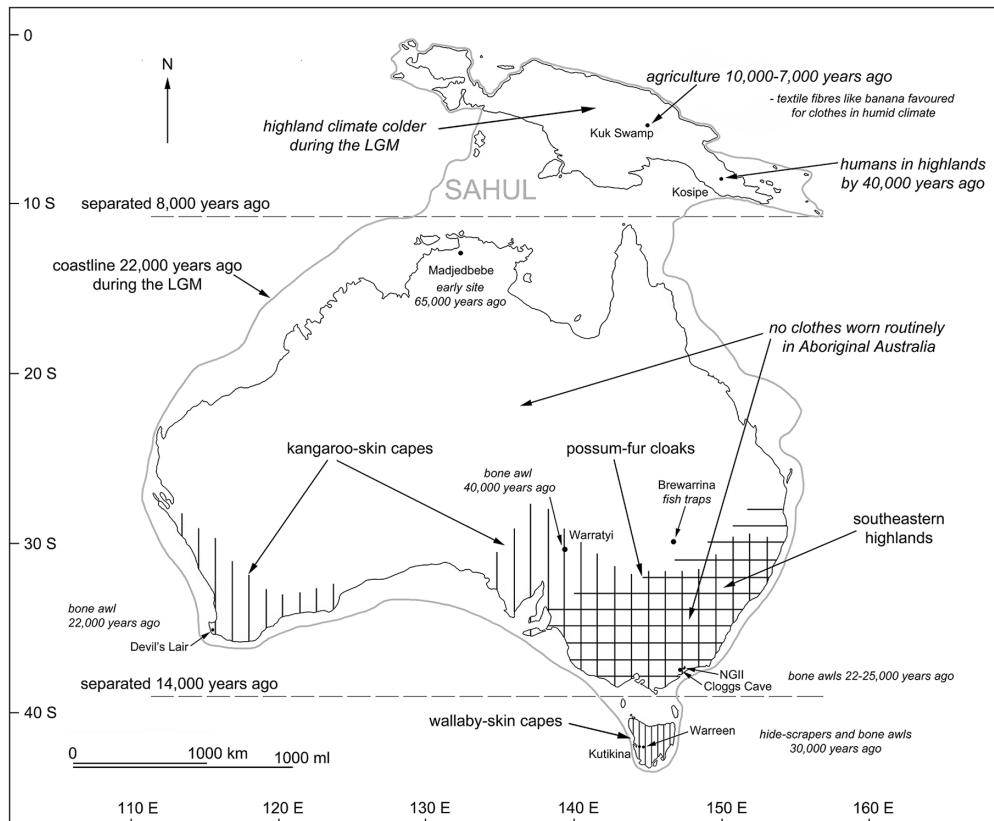 0
N
agriculture 10,000-7,000 years ago
- textile fibres like banana favoured
for clothes in humid climate
highland climate colder
during the LGM
Kuk Swamp
humans in highlands
by 40,000 years ago
Kosipe
SAHUL
10 S
separated 8,000 years ago
coastline 22,000 years ago
during the LGM
Madjedbebe
early site
65,000 years ago
no clothes worn routinely
in Aboriginal Australia
20 S
kangaroo-skin capes
possum-fur cloaks
bone awl
40,000 years ago
Brewarrina
fish traps
Warratyi
southeastern
highlands
30 S
bone awl
22,000 years ago
Devil's Lair
NGII
Cloggs Cave
bone awls 22-25,000 years ago
separated 14,000 years ago
40 S
wallaby-skin capes
Warreen
Kutikina
hide-scrapers and bone awls
30,000 years ago
0 1000 km 1000 ml
110 E 120 E 130 E 140 E 150 E 160 E